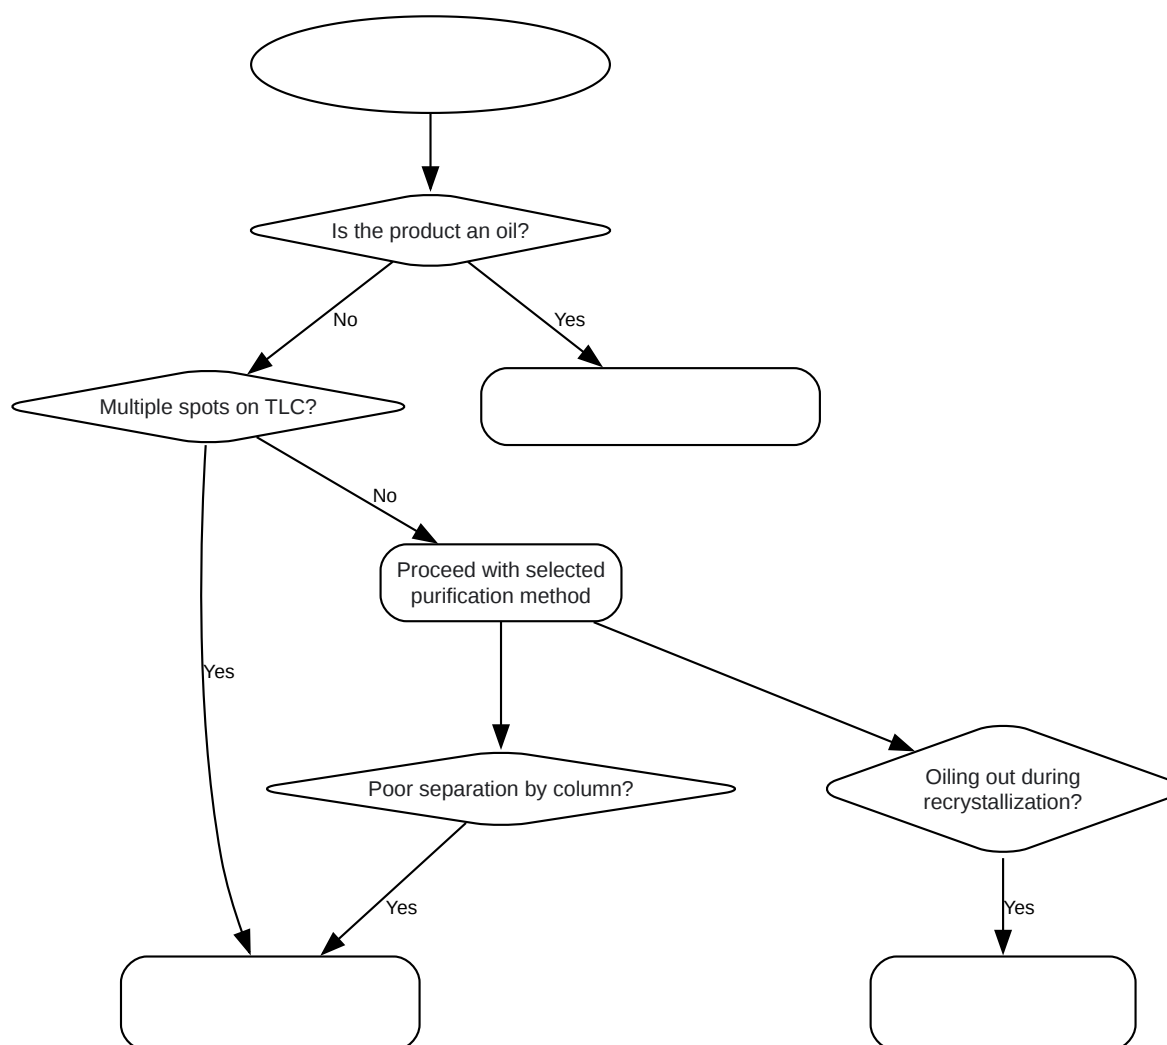 Is the product an oil?
No
Yes
Multiple spots on TLC?
No
Proceed with selected
purification method
Yes
Poor separation by column?
Oiling out during
recrystallization?
Yes
Yes